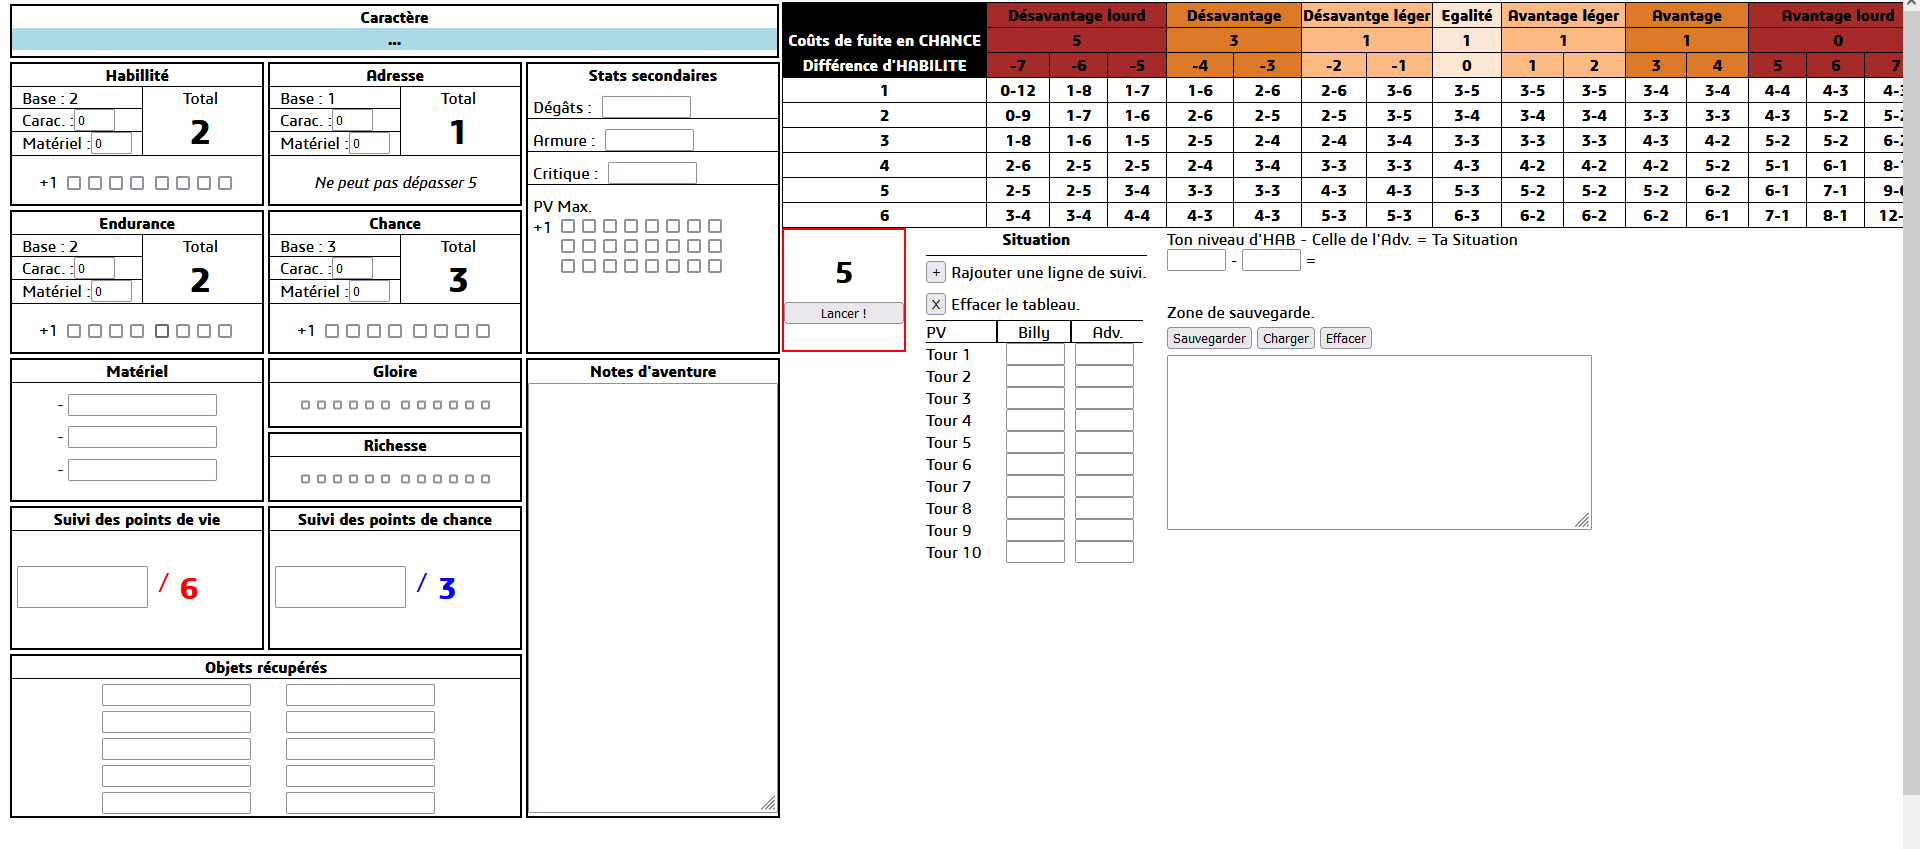 Caractère
...
Habillité
Base : 2
Carac. : 0
Matériel : 0
Total
2
+1
Adresse
Base : 1
Carac. : 0
Matériel : 0
Total
1
Ne peut pas dépasser 5
Stats secondaires
Dégâts :
Armure :
Critique :
PV Max.
+1
Endurance
Base : 2
Carac. : 0
Matériel : 0
Total
2
+1
Chance
Base : 3
Carac. : 0
Matériel : 0
Total
3
+1
Matériel
-
-
-
Gloire
Richesse
Notes d'aventure
Suivi des points de vie
/ 6
Suivi des points de chance
/ 3
Objets récupérés
Désavantage lourd Désavantage Désavantge léger Egalité Avantage léger Avantage Avantage lourd
Coûts de fuite en CHANCE 5 3 1 1 1 1 0
Différence d'HABILITE -7 -6 -5 -4 -3 -2 -1 0 1 2 3 4 5 6 7
1 0-12 1-8 1-7 1-6 2-6 2-6 3-6 3-5 3-5 3-5 3-4 3-4 4-4 4-3
2 0-9 1-7 1-6 2-6 2-5 2-5 3-5 3-4 3-4 3-4 3-3 3-3 4-3 5-2
3 1-8 1-6 1-5 2-5 2-4 2-4 3-4 3-3 3-3 3-3 4-3 4-2 5-2 5-2
4 2-6 2-5 2-5 2-4 3-4 3-3 3-3 4-3 4-2 4-2 4-2 5-2 5-1 6-1
5 2-5 2-5 3-4 3-3 3-3 4-3 4-3 5-3 5-2 5-2 5-2 6-2 6-1 7-1
6 3-4 3-4 4-4 4-3 4-3 5-3 5-3 6-3 6-2 6-2 6-2 6-1 7-1 8-1
5
Lancer !
Situation
+ Rajouter une ligne de suivi.
X Effacer le tableau.
PV Billy Adv.
Tour 1
Tour 2
Tour 3
Tour 4
Tour 5
Tour 6
Tour 7
Tour 8
Tour 9
Tour 10
Ton niveau d'HAB - Celle de l'Adv. = Ta Situation
- =
Zone de sauvegarde.
Sauvegarder Charger Effacer